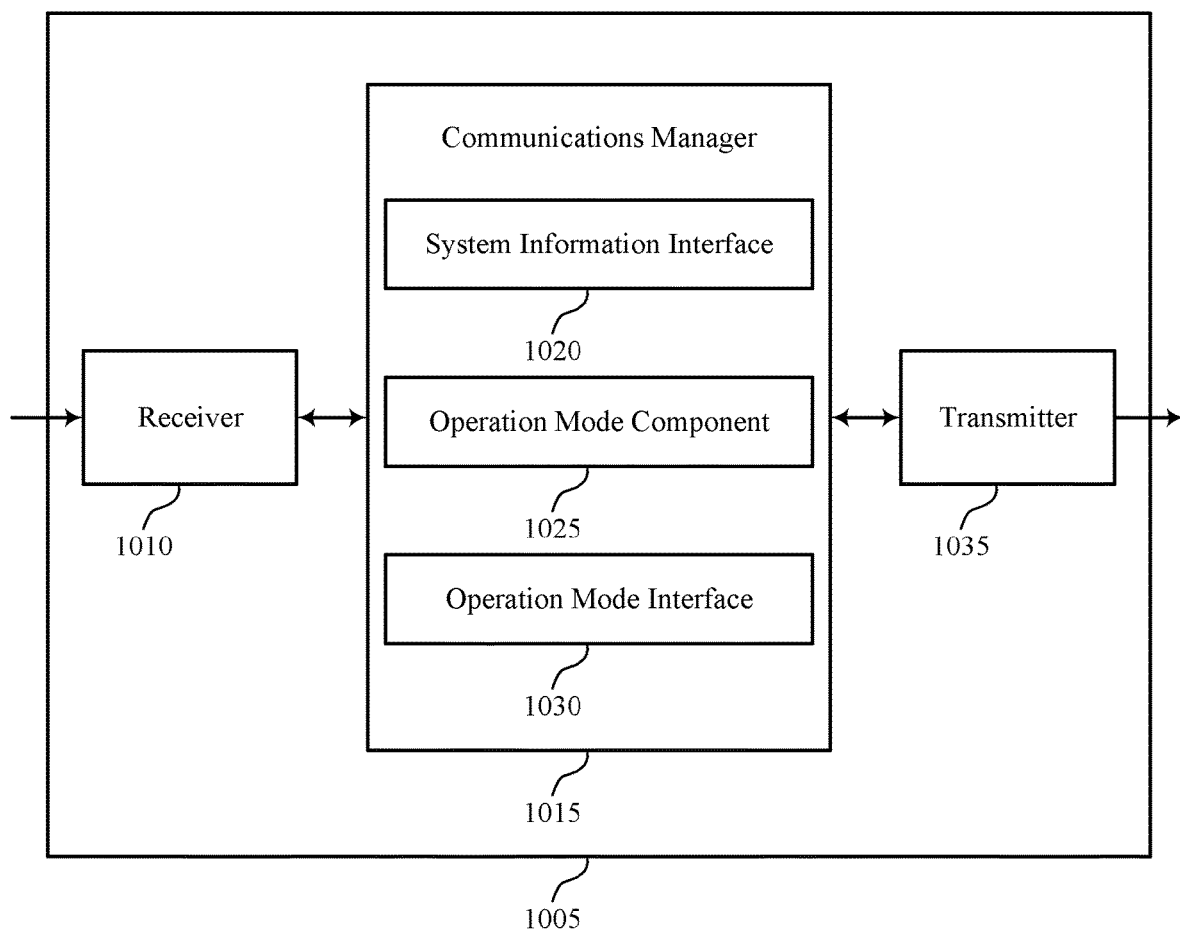 Communications Manager
System Information Interface
1020
Receiver
1010
Operation Mode Component
1025
Transmitter
1035
Operation Mode Interface
1030
1015
1005